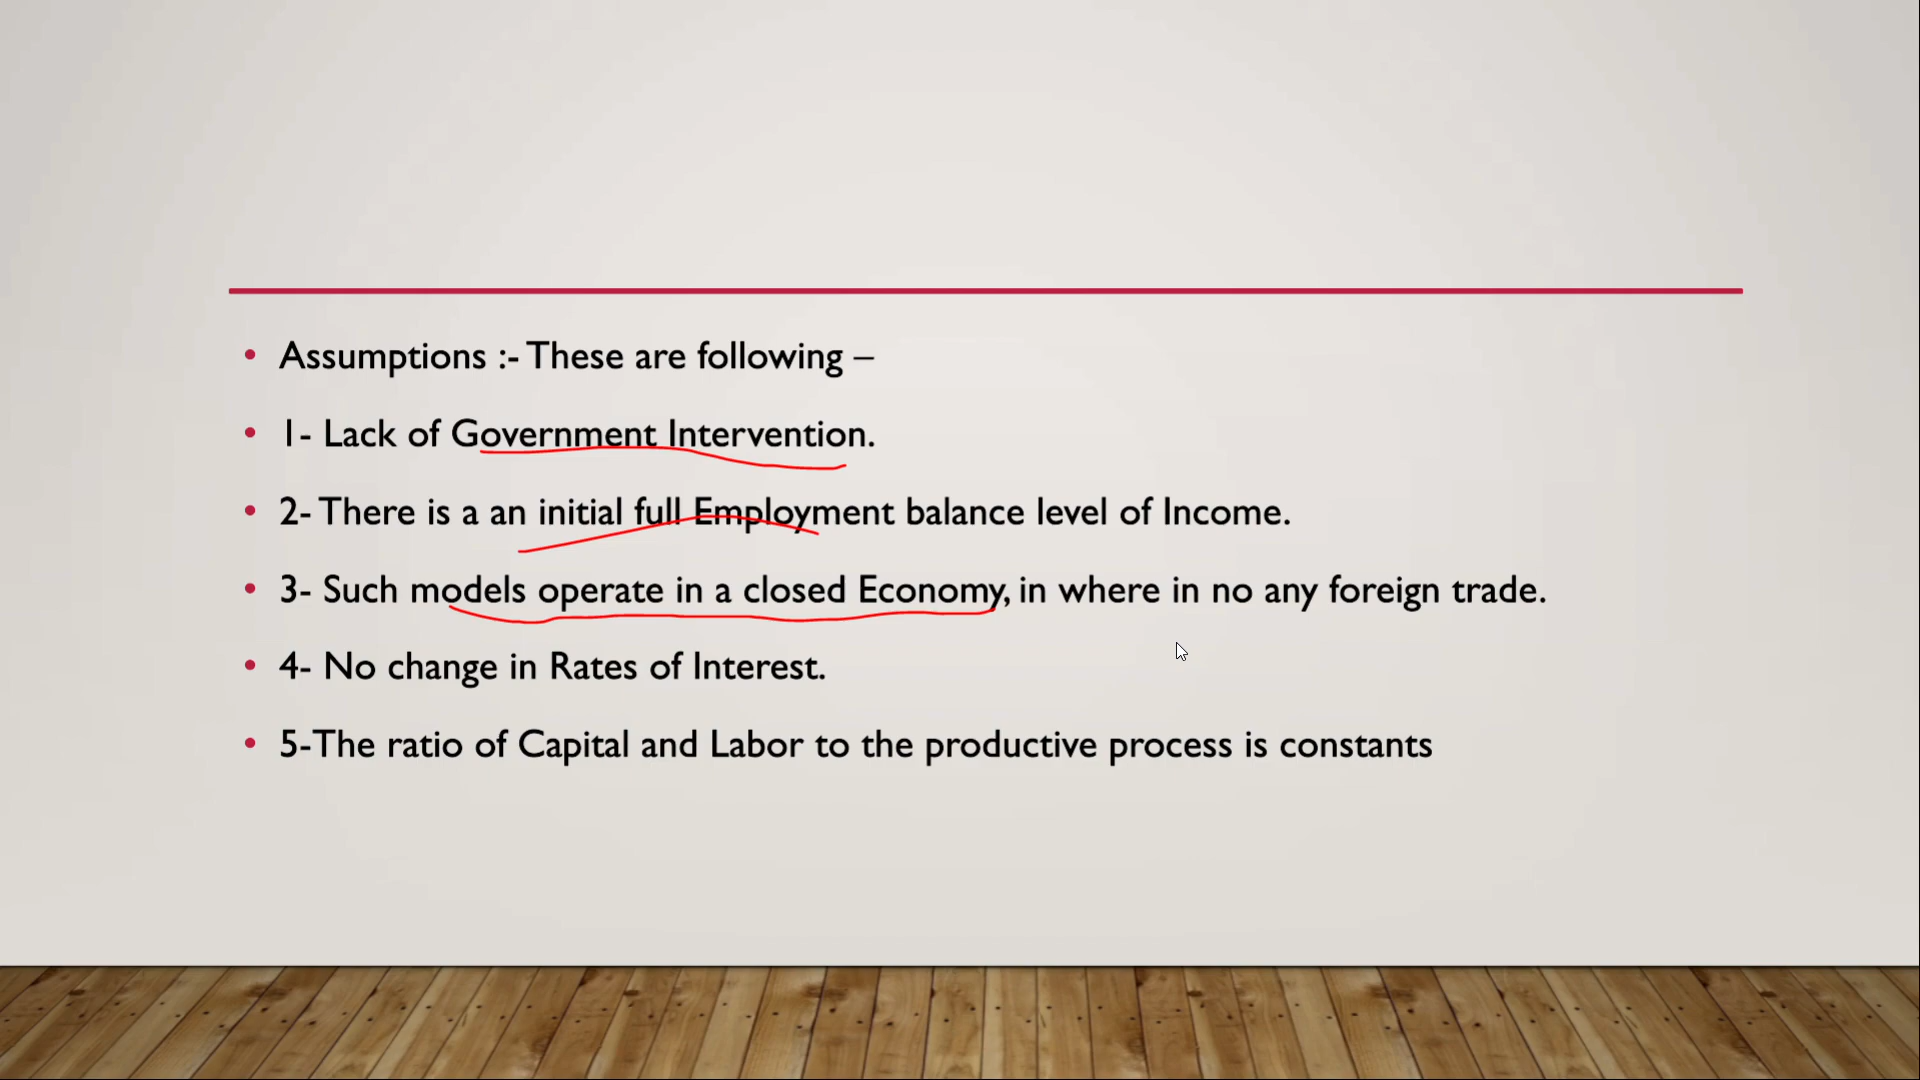 Assumptions :- These are following –
1- Lack of Government Intervention.
2- There is a an initial full Employment balance level of Income.
3- Such models operate in a closed Economy, in where in no any foreign trade.
4- No change in Rates of Interest.
5-The ratio of Capital and Labor to the productive process is constants